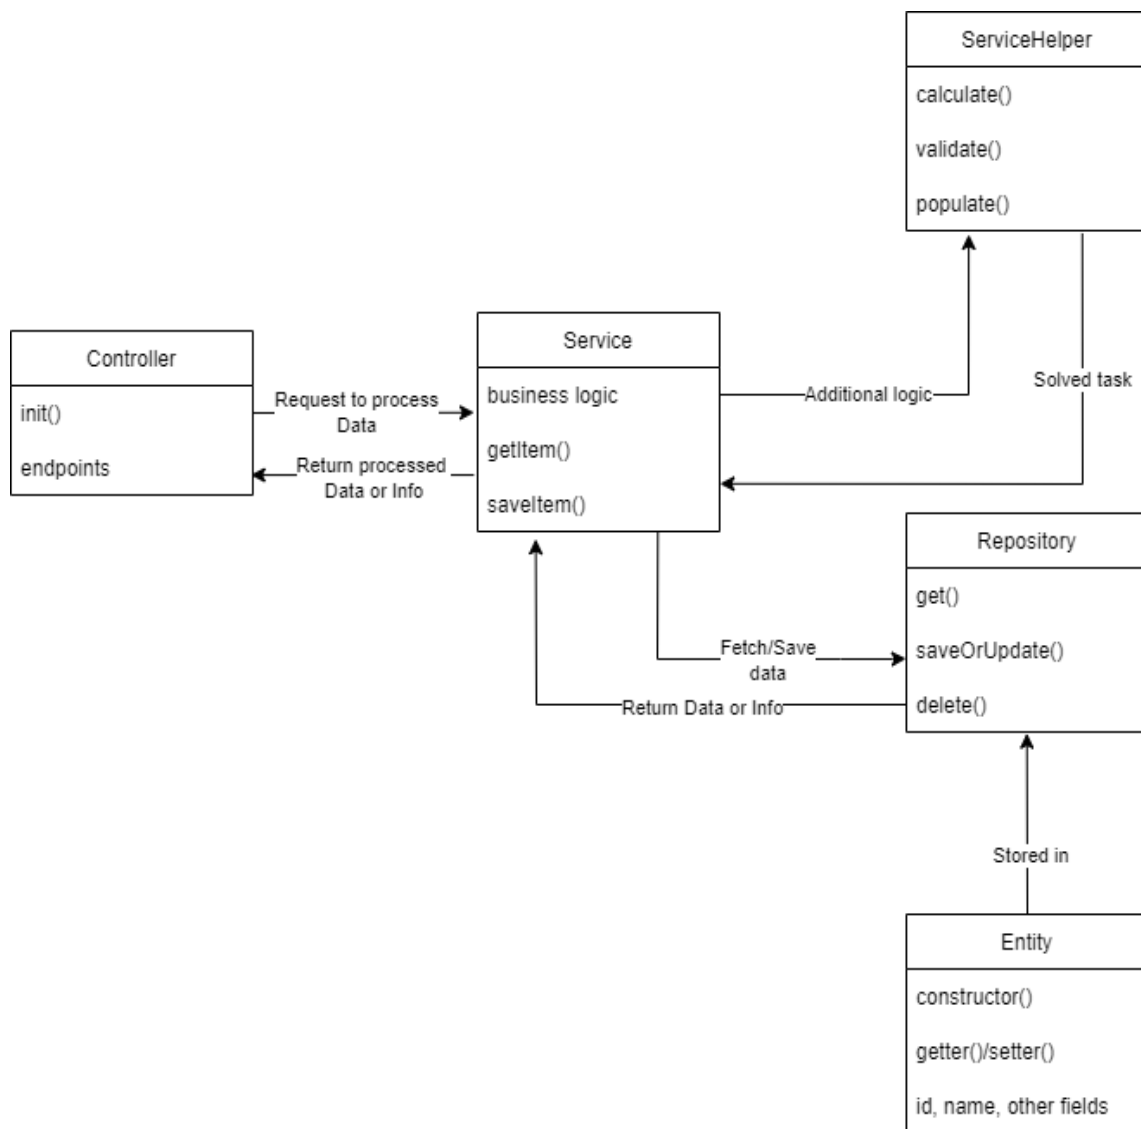 ServiceHelper
calculate()
validate()
populate()
Controller
init()
endpoints
Request to process
Data
Return processed
Data or Info
Service
business logic
getItem()
saveItem()
Additional logic
Solved task
Repository
get()
saveOrUpdate()
delete()
Fetch/Save
data
Return Data or Info
Stored in
Entity
constructor()
getter()/setter()
id, name, other fields